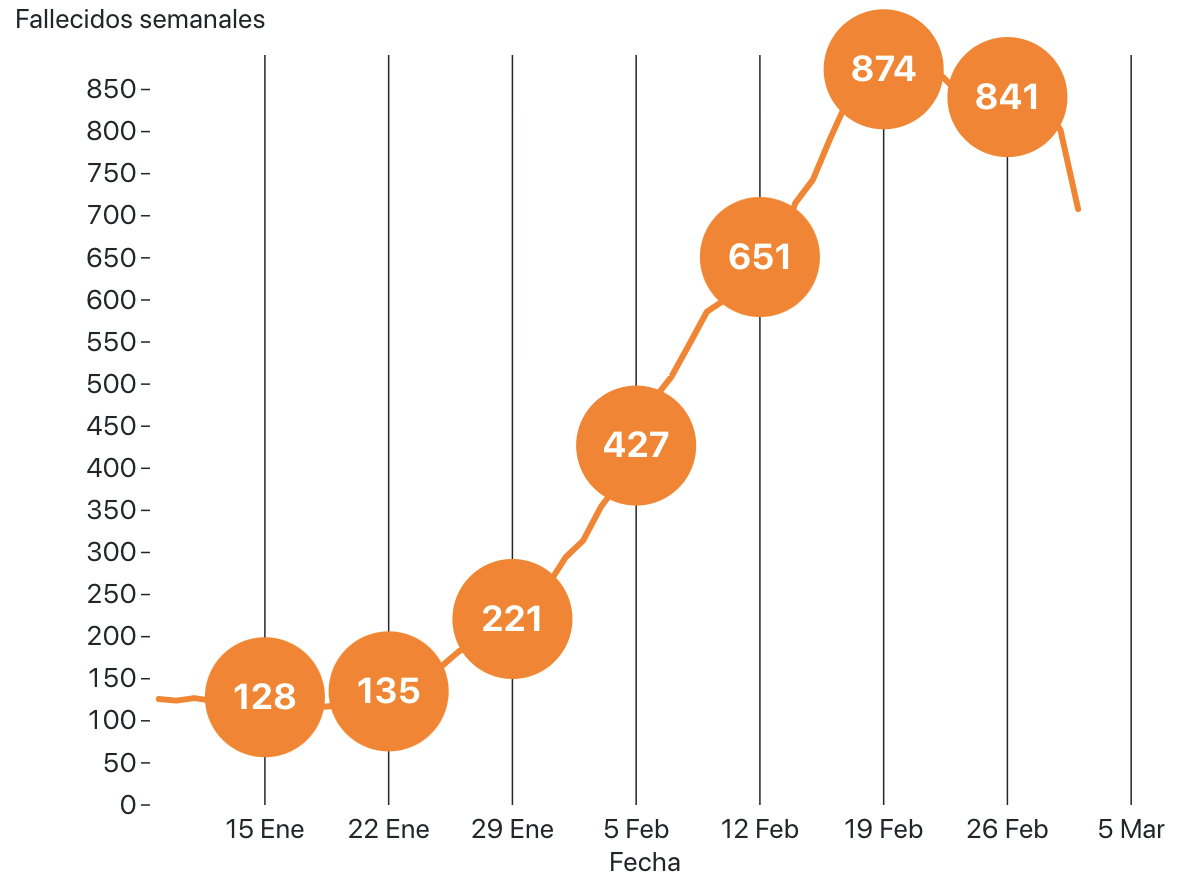 Fallecidos semanales
850
800
750
700
650
600
550
500
450
400
350
300
250
200
150
100
50
0
874
841
651
427
221
128
135
15 Ene
22 Ene
29 Ene
5 Feb
12 Feb
19 Feb
26 Feb
5 Mar
Fecha